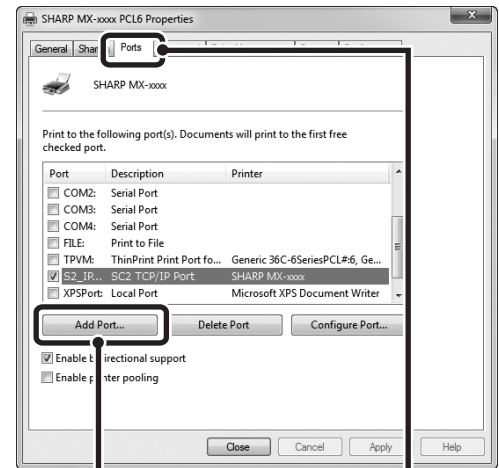 SHARP MX-xxxx PCL6 Properties
General Ports
SHARP MX-xxxx
Print to the following port(s). Documents will print to the first free
checked port.
Port Description Printer
COM2: Serial Port
COM3: Serial Port
COM4: Serial Port
FILE: Print to File
TPVM: ThinPrint Print Port fo... Generic 36C-6SeriesPCL#:6, Ge...
S2_IP... SC2 TCP/IP Port SHARP MX-xxxx
XPSPort: Local Port Microsoft XPS Document Writer
Add Port... Delete Port Configure Port...
Enable bidirectional support
Enable printer pooling
Close Cancel Apply Help